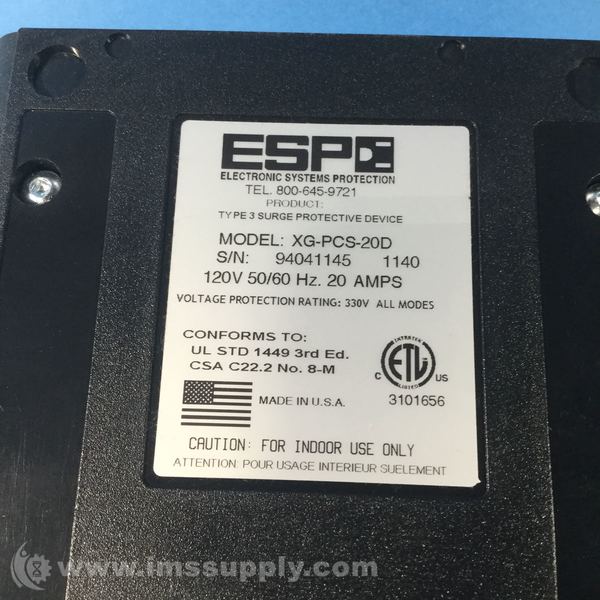 ESP
ELECTRONIC SYSTEMS PROTECTION
TEL. 800-645-9721
PRODUCT:
TYPE 3 SURGE PROTECTIVE DEVICE
MODEL: XG-PCS-20D
S/N: 94041145 1140
120V 50/60 Hz. 20 AMPS
VOLTAGE PROTECTION RATING: 330V ALL MODES
CONFORMS TO:
UL STD 1449 3rd Ed.
CSA C22.2 No. 8-M
INTERTEK
C ETL US
LISTED
3101656
MADE IN U.S.A.
CAUTION: FOR INDOOR USE ONLY
ATTENTION: POUR USAGE INTERIEUR SUELEMENT
www.imssupply.com